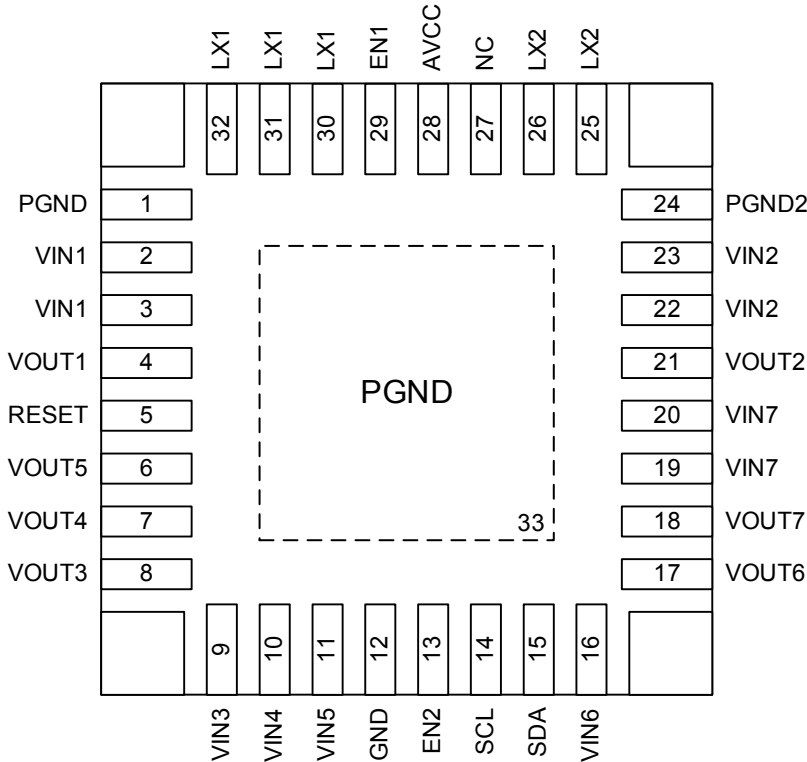 LX1 LX1 LX1 EN1 AVCC NC LX2 LX2
32 31 30 29 28 27 26 25
PGND 1 24 PGND2
VIN1 2 23 VIN2
VIN1 3 22 VIN2
VOUT1 4 21 VOUT2
PGND
RESET 5 20 VIN7
VOUT5 6 19 VIN7
VOUT4 7 33 18 VOUT7
VOUT3 8 17 VOUT6
9 10 11 12 13 14 15 16
VIN3 VIN4 VIN5 GND EN2 SCL SDA VIN6